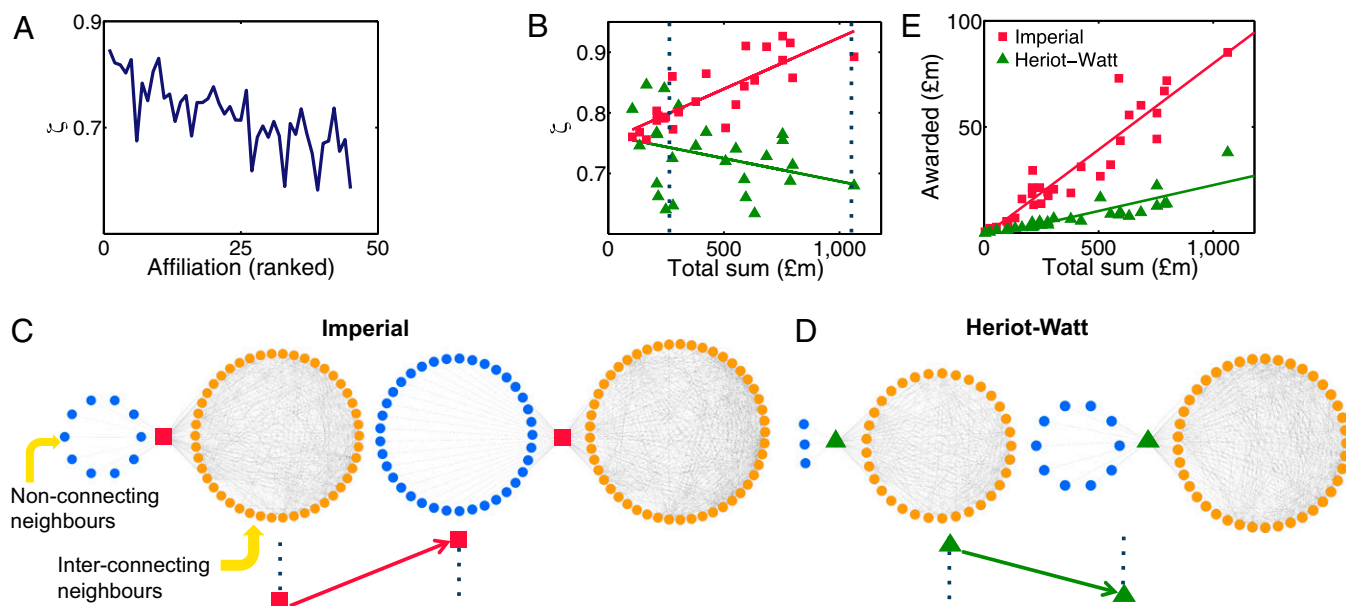 A
0.9
0.7
ζ
0
25
50
Affiliation (ranked)
B
0.9
0.8
0.7
ζ
0
500
1,000
Total sum (£m)
E
100
50
Awarded (£m)
Imperial
Heriot-Watt
0
500
1,000
Total sum (£m)
C
Imperial
Non-connecting
neighbours
Inter-connecting
neighbours
D
Heriot-Watt